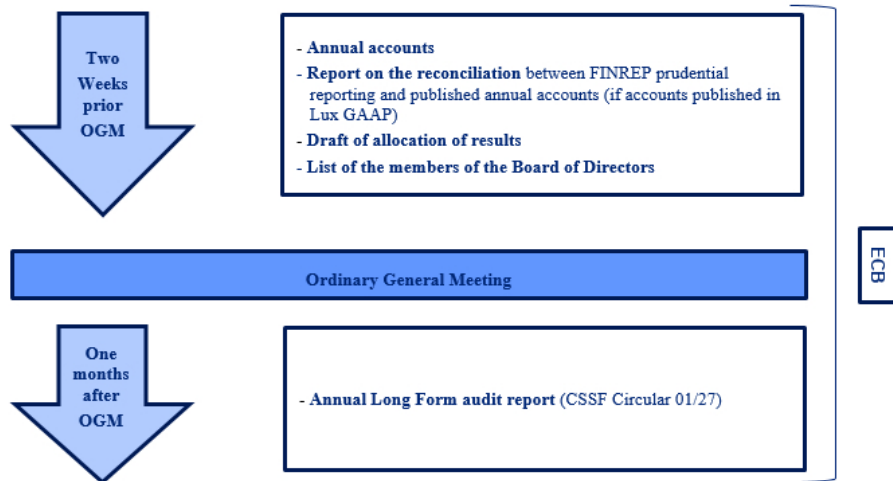 Two
Weeks
prior
OGM
- Annual accounts
- Report on the reconciliation between FINREP prudential
reporting and published annual accounts (if accounts published in
Lux GAAP)
- Draft of allocation of results
- List of the members of the Board of Directors
Ordinary General Meeting
ECB
One
months
after
OGM
- Annual Long Form audit report (CSSF Circular 01/27)